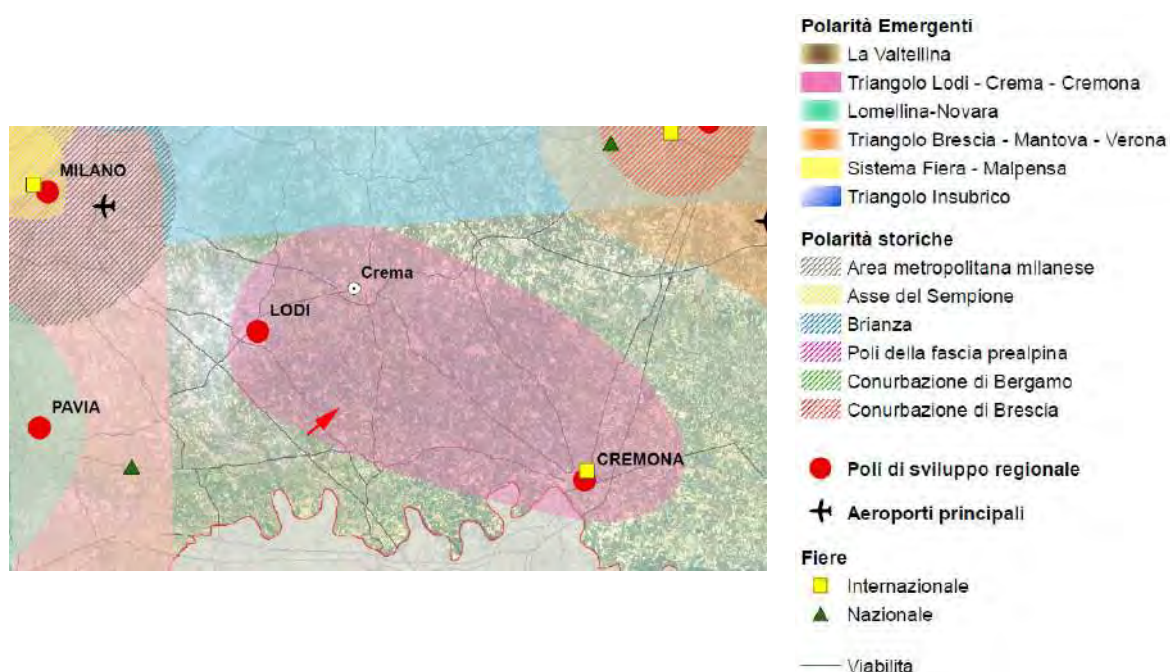 MILANO
Crema
LODI
PAVIA
CREMONA
Polarità Emergenti
La Valtellina
Triangolo Lodi - Crema - Cremona
Lomellina-Novara
Triangolo Brescia - Mantova - Verona
Sistema Fiera - Malpensa
Triangolo Insubrico
Polarità storiche
Area metropolitana milanese
Asse del Sempione
Brianza
Poli della fascia prealpina
Conurbazione di Bergamo
Conurbazione di Brescia
Poli di sviluppo regionale
Aeroporti principali
Fiere
Internazionale
Nazionale
Viabilità